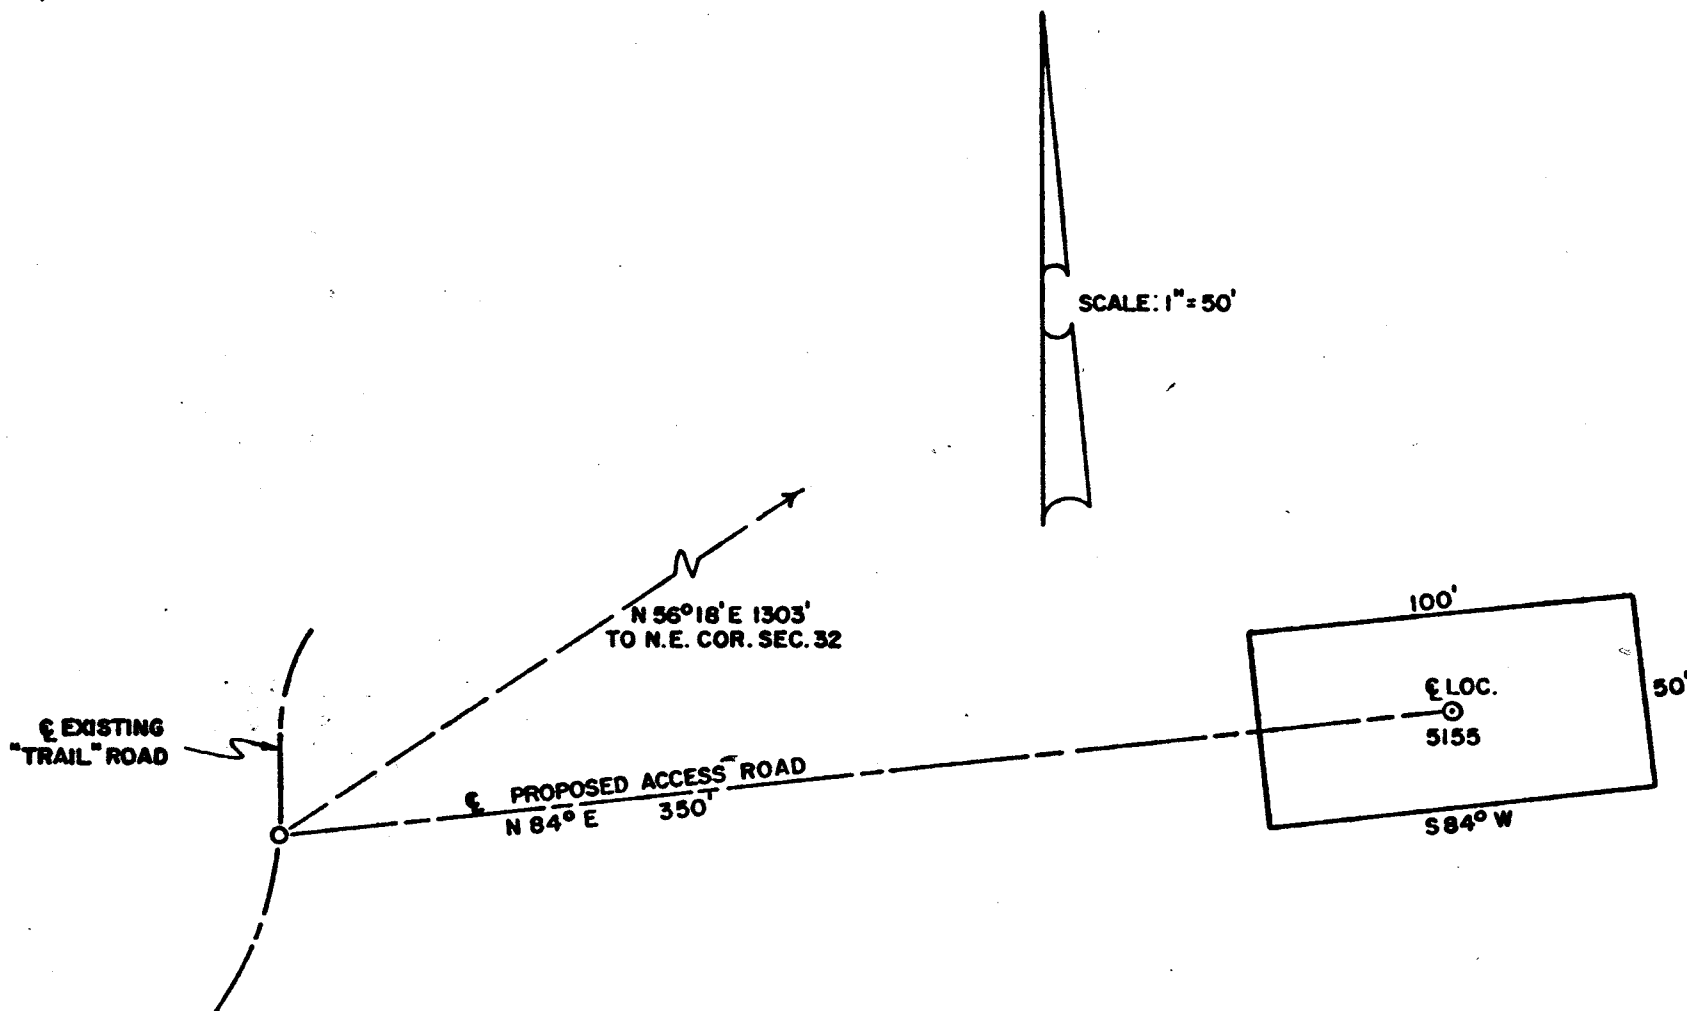 SCALE: 1" = 50'
N 56° 18' E 1303'
TO N.E. COR. SEC. 32
100'
50'
℄ LOC.
5155
S 84° W
℄ EXISTING
"TRAIL" ROAD
℄ PROPOSED ACCESS ROAD
N 84° E 350'